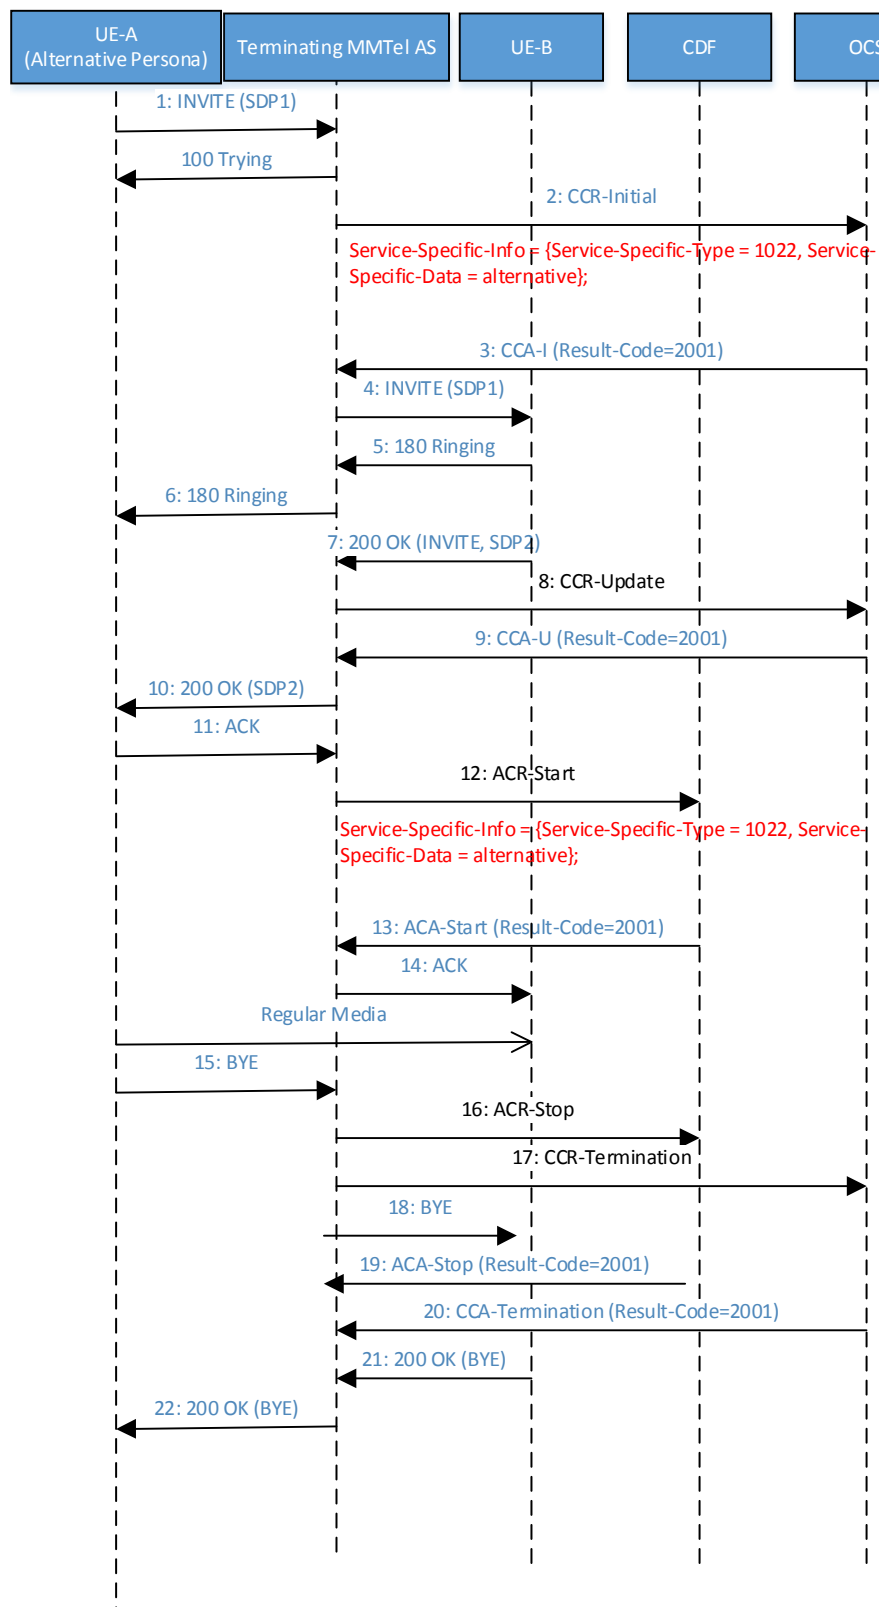 UE-A
(Alternative Persona)
Terminating MMTel AS
UE-B
CDF
OCS
1: INVITE (SDP1)
100 Trying
2: CCR-Initial
Service-Specific-Info = {Service-Specific-Type = 1022, Service-
Specific-Data = alternative};
3: CCA-I (Result-Code=2001)
4: INVITE (SDP1)
5: 180 Ringing
6: 180 Ringing
7: 200 OK (INVITE, SDP2)
8: CCR-Update
9: CCA-U (Result-Code=2001)
10: 200 OK (SDP2)
11: ACK
12: ACR-Start
Service-Specific-Info = {Service-Specific-Type = 1022, Service-
Specific-Data = alternative};
13: ACA-Start (Result-Code=2001)
14: ACK
Regular Media
15: BYE
16: ACR-Stop
17: CCR-Termination
18: BYE
19: ACA-Stop (Result-Code=2001)
20: CCA-Termination (Result-Code=2001)
21: 200 OK (BYE)
22: 200 OK (BYE)